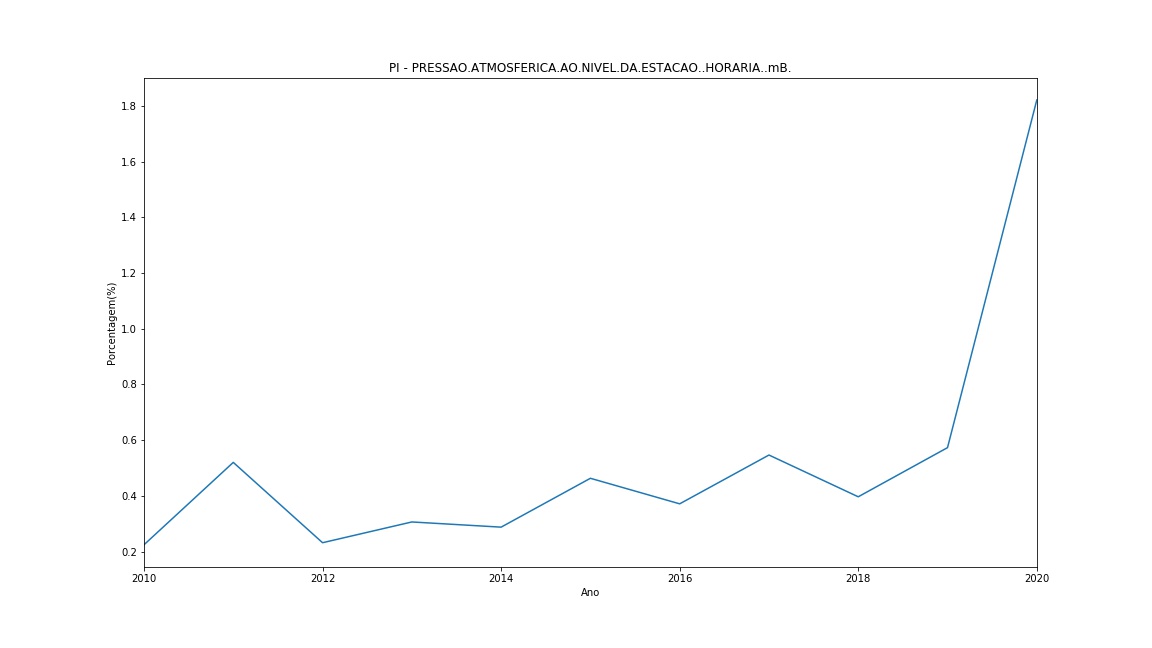 PI - PRESSAO.ATMOSFERICA.AO.NIVEL.DA.ESTACAO..HORARIA..mB.
1.8
1.6
1.4
1.2
1.0
0.8
0.6
0.4
0.2
Porcentagem(%)
2010 2012 2014 2016 2018 2020
Ano